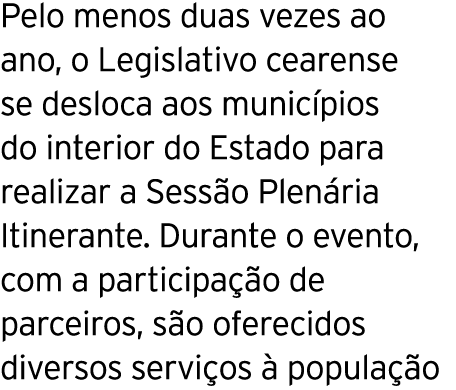 Pelo menos duas vezes ao
ano, o Legislativo cearense
se desloca aos municípios
do interior do Estado para
realizar a Sessão Plenária
Itinerante. Durante o evento,
com a participação de
parceiros, são oferecidos
diversos serviços à população